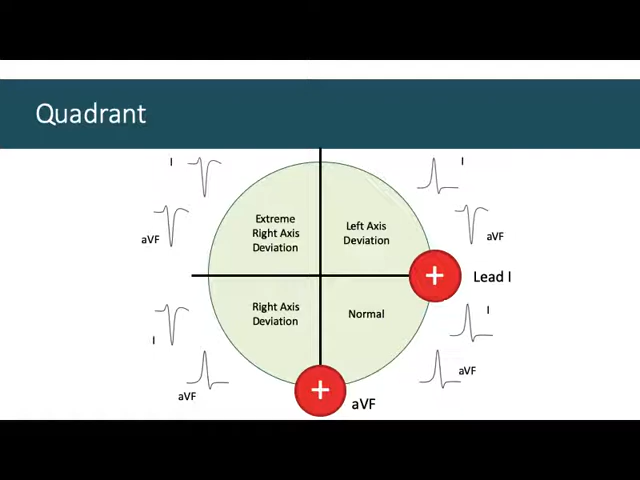 Quadrant
I
I
Extreme
Right Axis
Deviation
Left Axis
Deviation
aVF
aVF
+
Lead I
Right Axis
Deviation
Normal
I
I
aVF
aVF
+
aVF